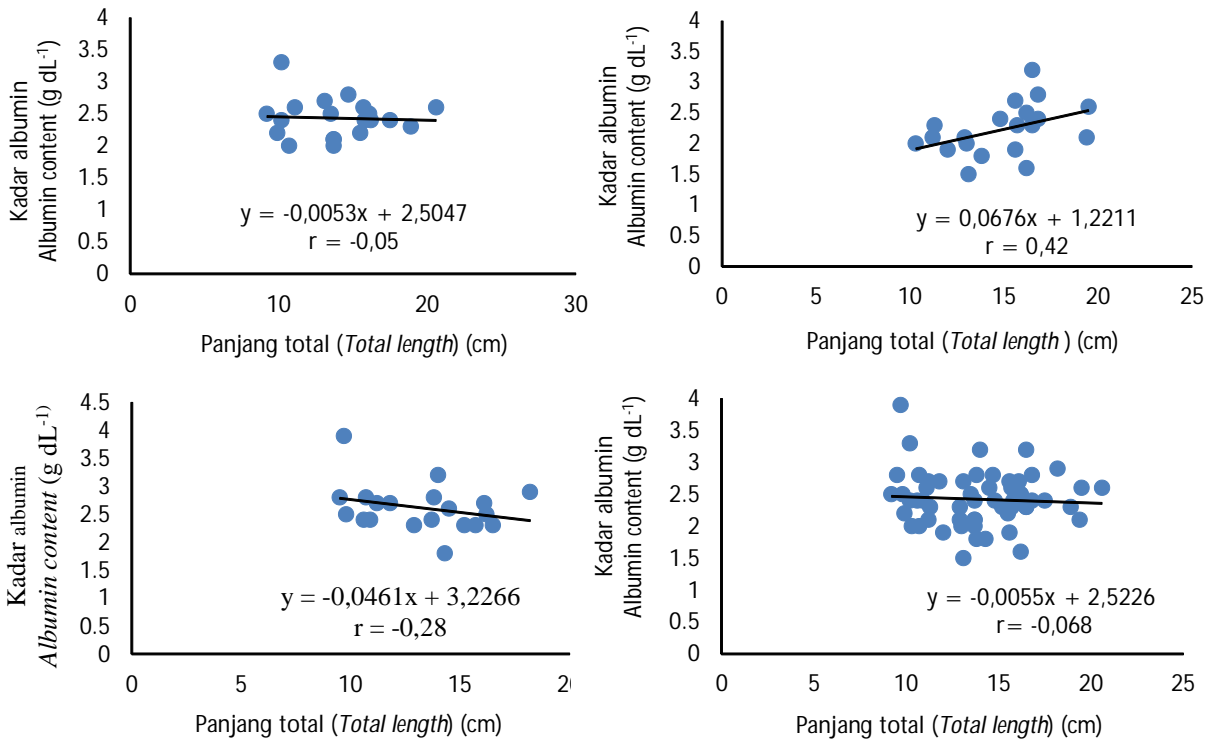 4
3.5
3
2.5
2
1.5
1
0.5
0
0
10
20
30
Kadar albumin
Albumin content (g dL-1)
y = -0,0053x + 2,5047
r = -0,05
Panjang total (Total length) (cm)
4
3.5
3
2.5
2
1.5
1
0.5
0
0
5
10
15
20
25
Kadar albumin
Albumin content (g dL-1)
y = 0,0676x + 1,2211
r = 0,42
Panjang total (Total length ) (cm)
4.5
4
3.5
3
2.5
2
1.5
1
0.5
0
0
5
10
15
Kadar albumin
Albumin content (g dL-1)
y = -0,0461x + 3,2266
r = -0,28
Panjang total (Total length) (cm)
4
3.5
3
2.5
2
1.5
1
0.5
0
0
5
10
15
20
25
Kadar albumin
Albumin content (g dL-1)
y = -0,0055x + 2,5226
r= -0,068
Panjang total (Total length) (cm)